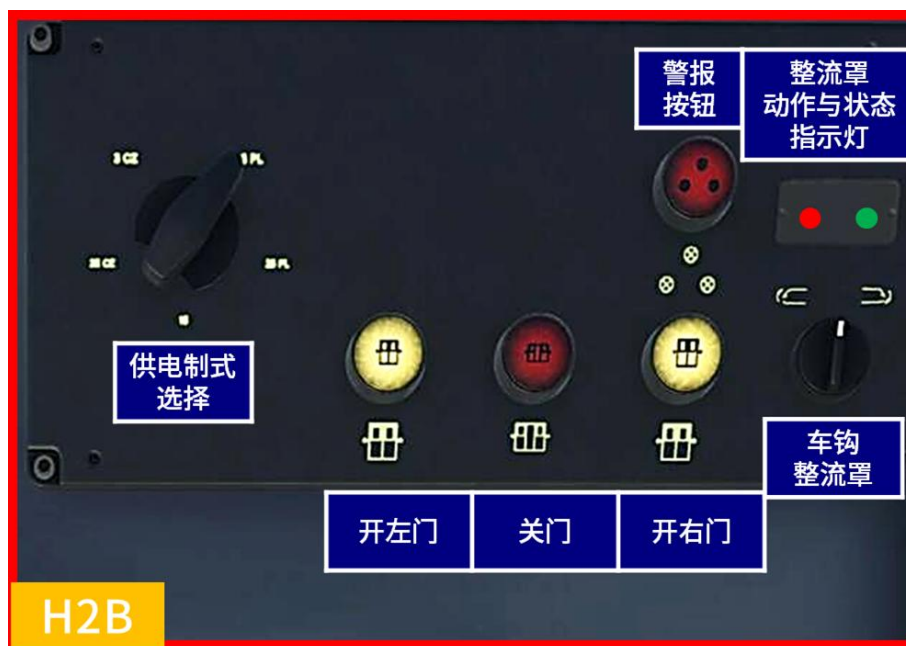 警报
按钮
整流罩
动作与状态
指示灯
3 CZ
3 PL
25 CZ
25 PL
15
供电制式
选择
车钩
整流罩
开左门
关门
开右门
H2B